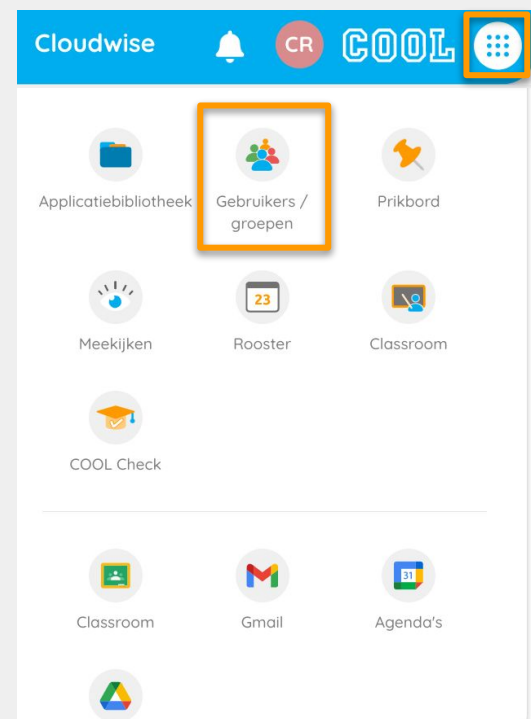 Cloudwise
CR
COOL
Applicatiebibliotheek
Gebruikers /
groepen
Prikbord
23
Meekijken
Rooster
Classroom
COOL Check
31
Classroom
Gmail
Agenda's